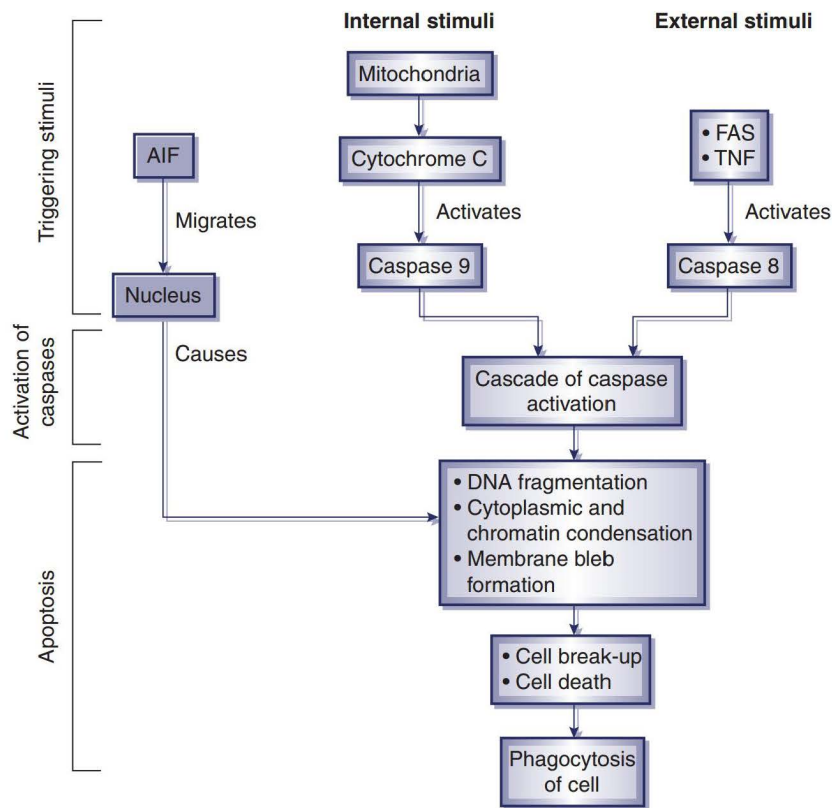 Internal stimuli
External stimuli
Triggering stimuli
Mitochondria
AIF
Cytochrome C
• FAS
• TNF
Migrates
Activates
Activates
Nucleus
Caspase 9
Caspase 8
Activation of
caspases
Causes
Cascade of caspase
activation
Apoptosis
• DNA fragmentation
• Cytoplasmic and
chromatin condensation
• Membrane bleb
formation
• Cell break-up
• Cell death
Phagocytosis
of cell